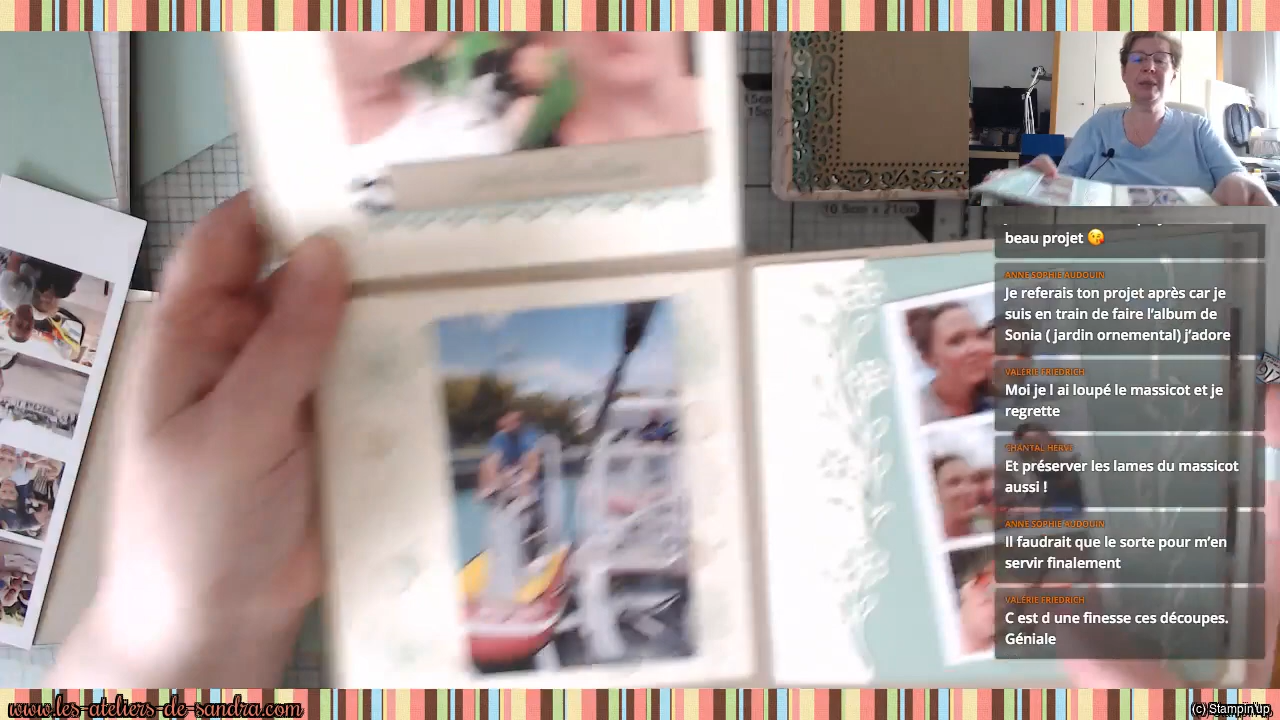 10.5cm x 21cm
beau projet 😘
ANNE SOPHIE AUDOUIN
Je referais ton projet après car je
suis en train de faire l'album de
Sonia ( jardin ornemental) j'adore
VALÉRIE FRIEDRICH
Moi je l ai loupé le massicot et je
regrette
Et préserver les lames du massicot
aussi !
ANNE SOPHIE AUDOUIN
Il faudrait que le sorte pour m'en
servir finalement
VALÉRIE FRIEDRICH
C est d une finesse ces découpes.
Géniale
www.les-ateliers-de-sandra.com
(c) Stampin'up